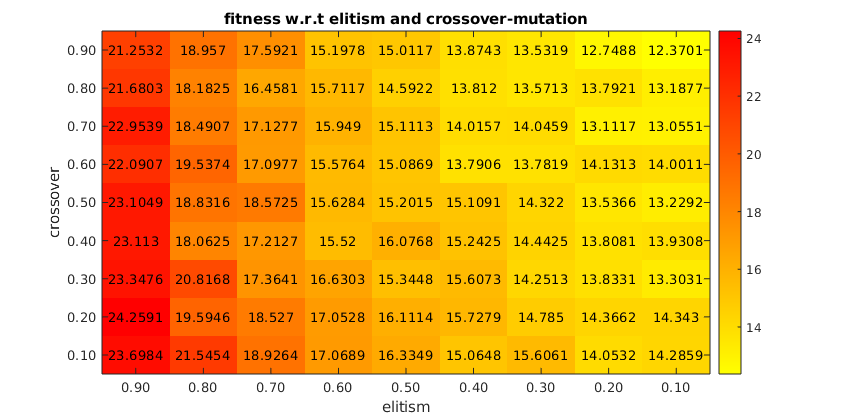 fitness w.r.t elitism and crossover-mutation
0.90 21.2532 18.957 17.5921 15.1978 15.0117 13.8743 13.5319 12.7488 12.3701
0.80 21.6803 18.1825 16.4581 15.7117 14.5922 13.812 13.5713 13.7921 13.1877
0.70 22.9539 18.4907 17.1277 15.949 15.1113 14.0157 14.0459 13.1117 13.0551
0.60 22.0907 19.5374 17.0977 15.5764 15.0869 13.7906 13.7819 14.1313 14.0011
0.50 23.1049 18.8316 18.5725 15.6284 15.2015 15.1091 14.322 13.5366 13.2292
0.40 23.113 18.0625 17.2127 15.52 16.0768 15.2425 14.4425 13.8081 13.9308
0.30 23.3476 20.8168 17.3641 16.6303 15.3448 15.6073 14.2513 13.8331 13.3031
0.20 24.2591 19.5946 18.527 17.0528 16.1114 15.7279 14.785 14.3662 14.343
0.10 23.6984 21.5454 18.9264 17.0689 16.3349 15.0648 15.6061 14.0532 14.2859
0.90 0.80 0.70 0.60 0.50 0.40 0.30 0.20 0.10
elitism
crossover
24
22
20
18
16
14